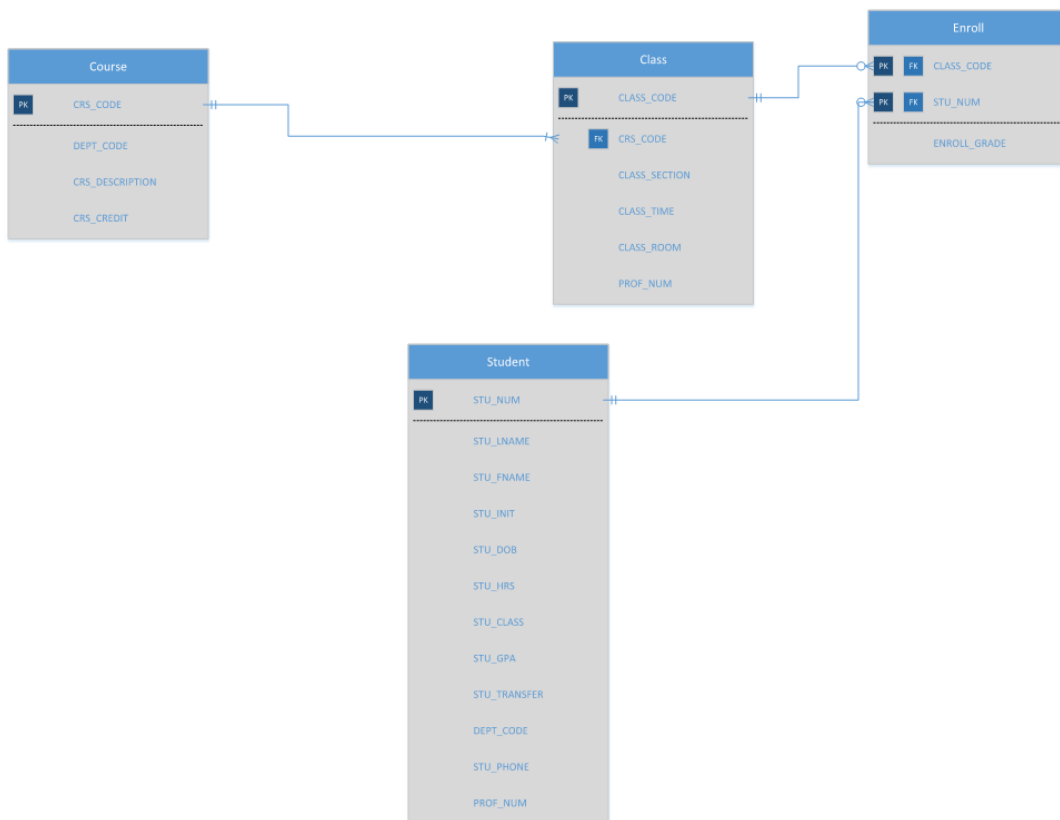 Course
PK CRS_CODE
DEPT_CODE
CRS_DESCRIPTION
CRS_CREDIT
Class
PK CLASS_CODE
FK CRS_CODE
CLASS_SECTION
CLASS_TIME
CLASS_ROOM
PROF_NUM
Enroll
PK FK CLASS_CODE
PK FK STU_NUM
ENROLL_GRADE
Student
PK STU_NUM
STU_LNAME
STU_FNAME
STU_INIT
STU_DOB
STU_HRS
STU_CLASS
STU_GPA
STU_TRANSFER
DEPT_CODE
STU_PHONE
PROF_NUM